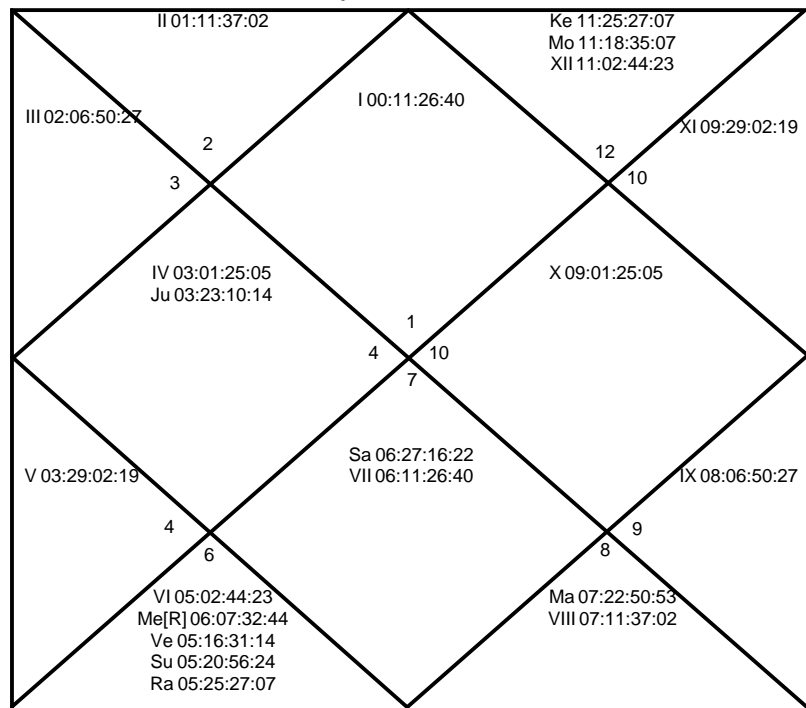 II 01:11:37:02
Ke 11:25:27:07
Mo 11:18:35:07
XII 11:02:44:23
I 00:11:26:40
III 02:06:50:27
XI 09:29:02:19
2
12
3
10
IV 03:01:25:05
Ju 03:23:10:14
X 09:01:25:05
1
4
10
7
Sa 06:27:16:22
VII 06:11:26:40
V 03:29:02:19
IX 08:06:50:27
4
9
6
8
VI 05:02:44:23
Me[R] 06:07:32:44
Ve 05:16:31:14
Su 05:20:56:24
Ra 05:25:27:07
Ma 07:22:50:53
VIII 07:11:37:02